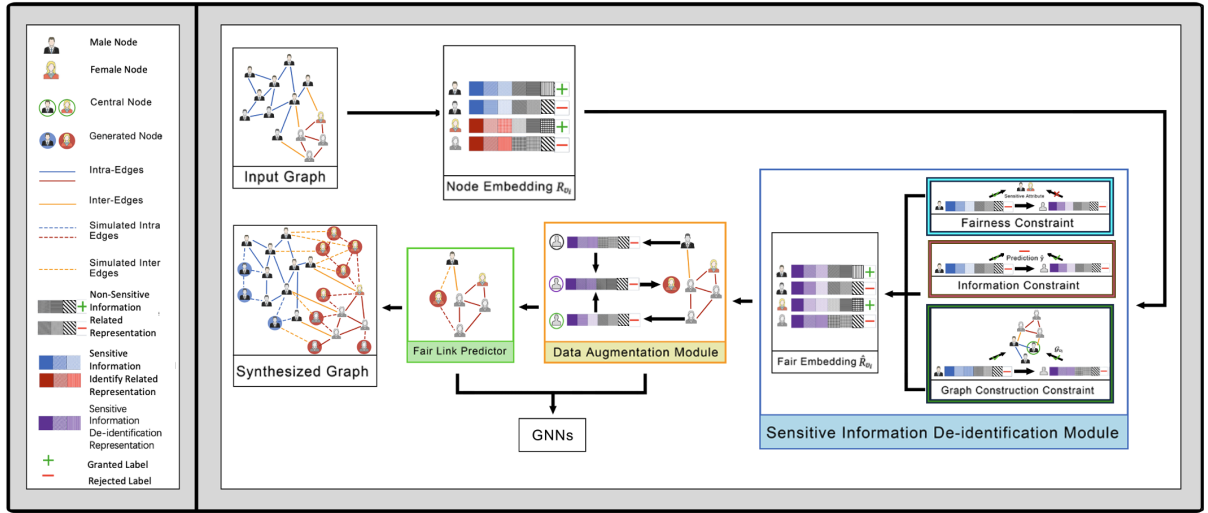 Male Node
Female Node
Central Node
Generated Node
Intra-Edges
Inter-Edges
Simulated Intra
Edges
Simulated Inter
Edges
Non-Sensitive
Information
Related
Representation
Sensitive
Information
Identify Related
Representation
Sensitive
Information
De-identification
Representation
Granted Label
Rejected Label
Input Graph
Node Embedding R_{v_i}
Sensitive Attribute
Fairness Constraint
Prediction ŷ
Information Constraint
Graph Construction Constraint
Fair Embedding R̂_{v_i}
Sensitive Information De-identification Module
Data Augmentation Module
Fair Link Predictor
Synthesized Graph
GNNs